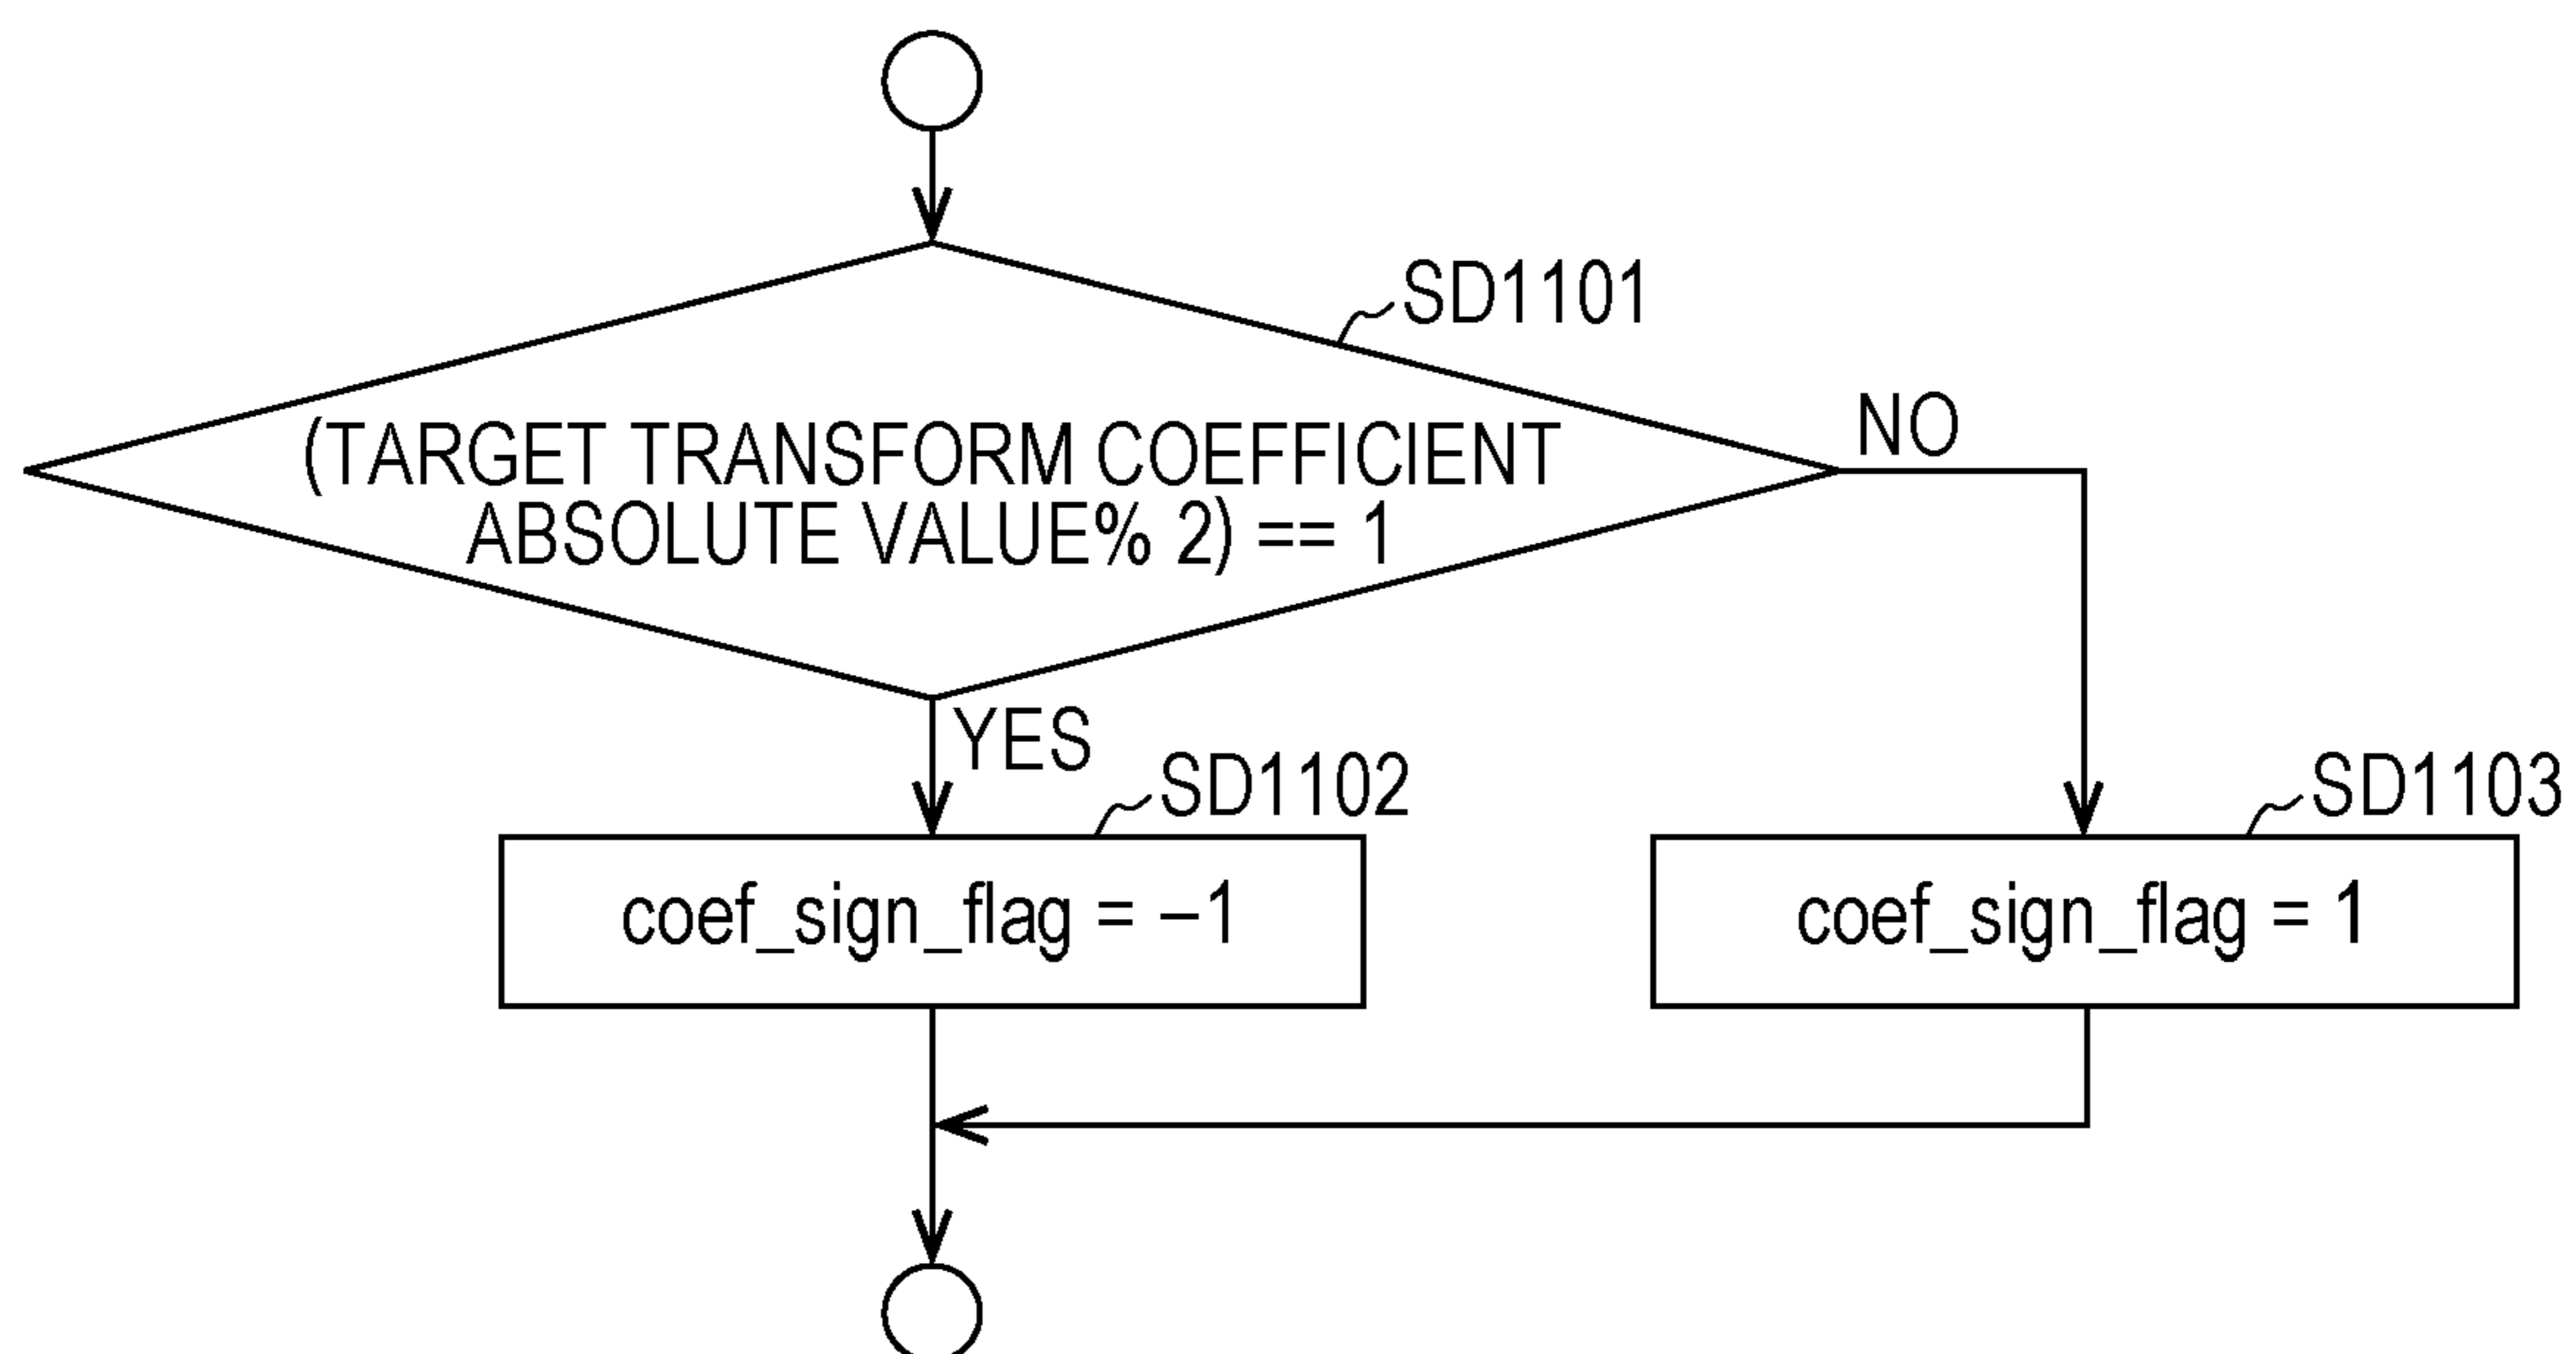 SD1101
(TARGET TRANSFORM COEFFICIENT
ABSOLUTE VALUE% 2) == 1
NO
YES
SD1102
coef_sign_flag = –1
SD1103
coef_sign_flag = 1